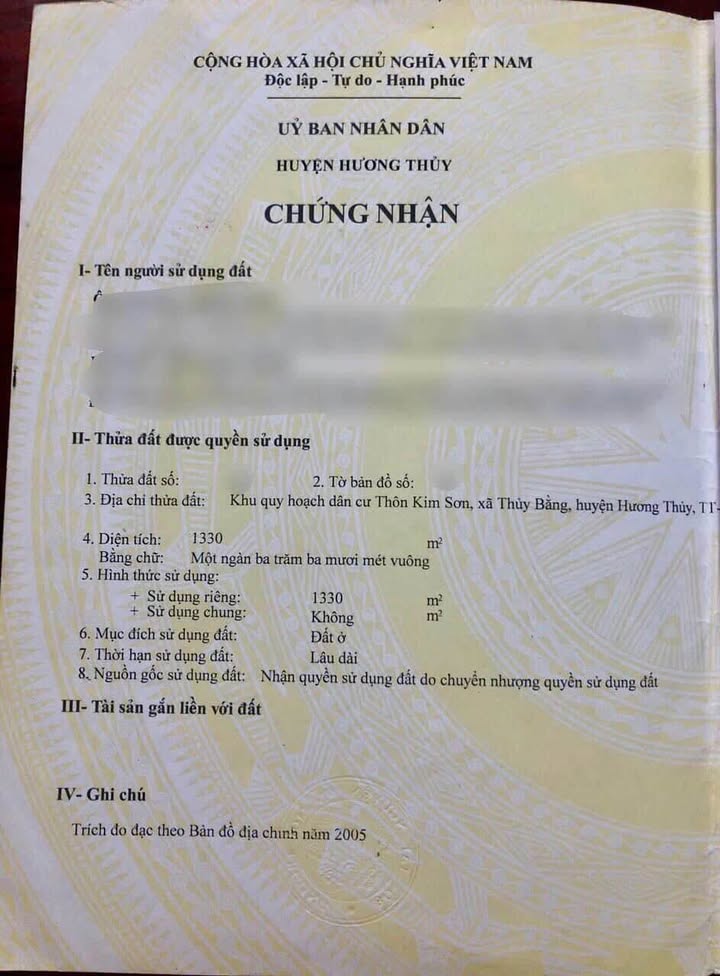 CỘNG HÒA XÃ HỘI CHỦ NGHĨA VIỆT NAM
Độc lập - Tự do - Hạnh phúc
UỶ BAN NHÂN DÂN
HUYỆN HƯƠNG THỦY
CHỨNG NHẬN
I- Tên người sử dụng đất
II- Thửa đất được quyền sử dụng
1. Thửa đất số: 2. Tờ bản đồ số:
3. Địa chỉ thửa đất: Khu quy hoạch dân cư Thôn Kim Sơn, xã Thủy Bằng, huyện Hương Thủy,
4. Diện tích: 1330 m²
Bằng chữ: Một ngàn ba trăm ba mươi mét vuông
5. Hình thức sử dụng:
+ Sử dụng riêng: 1330 m²
+ Sử dụng chung: Không m²
6. Mục đích sử dụng đất: Đất ở
7. Thời hạn sử dụng đất: Lâu dài
8. Nguồn gốc sử dụng đất: Nhận quyền sử dụng đất do chuyển nhượng quyền sử dụng đất
III- Tài sản gắn liền với đất
IV- Ghi chú
Trích đo đạc theo Bản đồ địa chính năm 2005